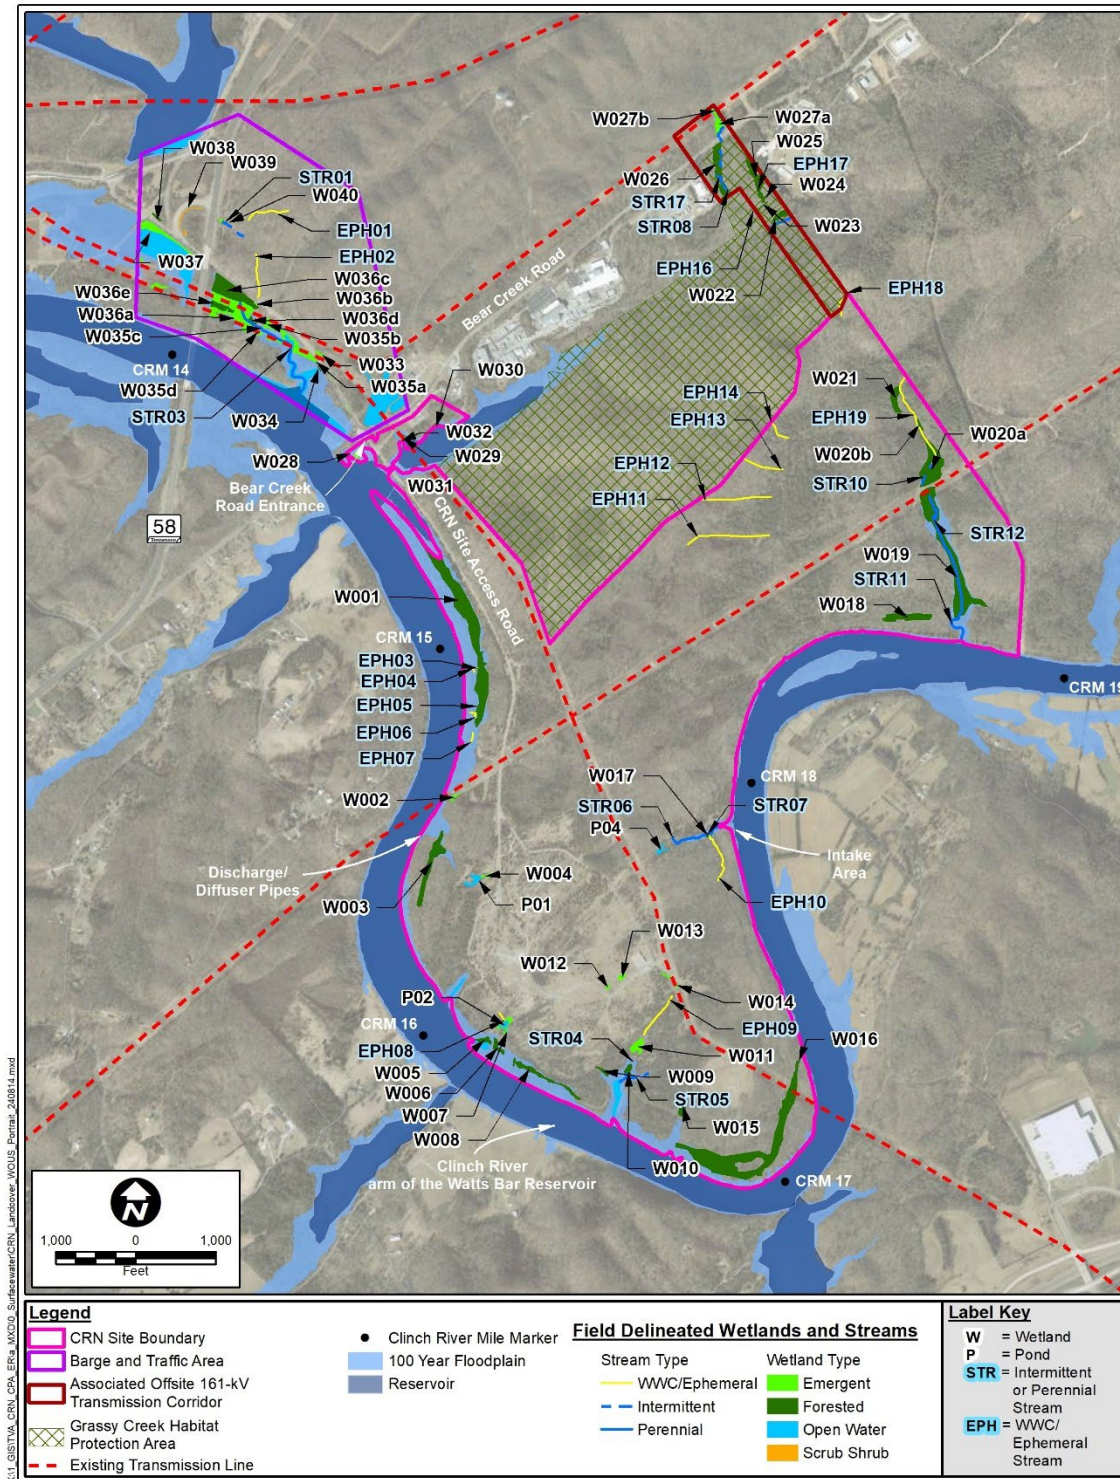 W027b
W027a
W025
EPH17
W024
W026
STR17
STR08
W023
EPH16
W022
EPH18
W038
W039
STR01
W040
EPH01
W037
EPH02
W036c
W036e
W036b
W036a
W036d
W035c
W035b
CRM 14
W033
W035d
W035a
STR03
W034
Bear Creek Road
W030
W032
W028
W029
W031
Bear Creek
Road Entrance
58
CRN Site Access Road
EPH14
EPH13
EPH12
EPH11
W021
EPH19
W020a
W020b
STR10
STR12
W019
STR11
W018
W001
CRM 15
EPH03
EPH04
EPH05
EPH06
EPH07
CRM 19
W002
W017
CRM 18
STR06
STR07
P04
Discharge/
Diffuser Pipes
Intake
Area
W004
W003
P01
EPH10
W013
W012
P02
W014
CRM 16
EPH09
STR04
W016
EPH08
W011
W005
W009
W006
STR05
W007
W015
W008
W010
Clinch River
arm of the Watts Bar Reservoir
CRM 17
N
1,000 0 1,000
Feet
Legend
CRN Site Boundary
Barge and Traffic Area
Associated Offsite 161-kV
Transmission Corridor
Grassy Creek Habitat
Protection Area
Existing Transmission Line
Clinch River Mile Marker
100 Year Floodplain
Reservoir
Field Delineated Wetlands and Streams
Stream Type
WWC/Ephemeral
Intermittent
Perennial
Wetland Type
Emergent
Forested
Open Water
Scrub Shrub
Label Key
W = Wetland
P = Pond
STR = Intermittent
or Perennial
Stream
EPH = WWC/
Ephemeral
Stream